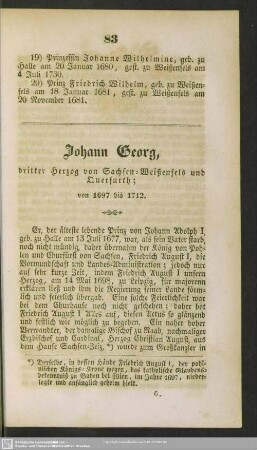 83
19) Prinzessin Johanne Wilhelmine, geb. zu
Halle am 20 Januar 1680, gest. zu Weißenfels am
4 Juli 1730.
20) Prinz Friedrich Wilhelm, geb. zu Weißen-
fels am 18 Januar 1681, gest. zu Weißenfels am
20 November 1681.
Johann Georg,
dritter Herzog von Sachsen-Weißenfels und
Querfurth;
von 1697 bis 1712.
Er, der älteste lebende Prinz von Johann Adolph I,
geb. zu Halle am 13 Juli 1677, war, als sein Vater starb,
noch nicht mündig, daher übernahm der König von Poh-
len und Churfürst von Sachsen, Friedrich August I, die
Vormundschaft und Landes-Administration; jedoch nur
auf sehr kurze Zeit, indem Friedrich August I unsern
Herzog, am 14 Mai 1698, zu Leipzig, für majorenn
erklären ließ und ihm die Regierung seiner Lande förm-
lich und feierlich übergab. Eine solche Feierlichkeit war
bei dem Churhause noch nicht geschehen; daher bot
Friedrich August I Alles auf, diesen Actus so glänzend
und festlich wie möglich zu begehen. Ein naher hoher
Verwandter, der damalige Bischof zu Raab, nachmaliger
Erzbischof und Cardinal, Herzog Christian August, aus
dem Hause Sachsen-Zeiz, *) wurde zum Großkanzler in
*) Derselbe, in dessen Hände Friedrich August I, der poh-
nischen Königs-Krone wegen, das katholische Glaubens-
bekenntniß zu Baden bei Wien, im Jahre 1697, nieder-
legte und anfänglich geheim hielt.
6.